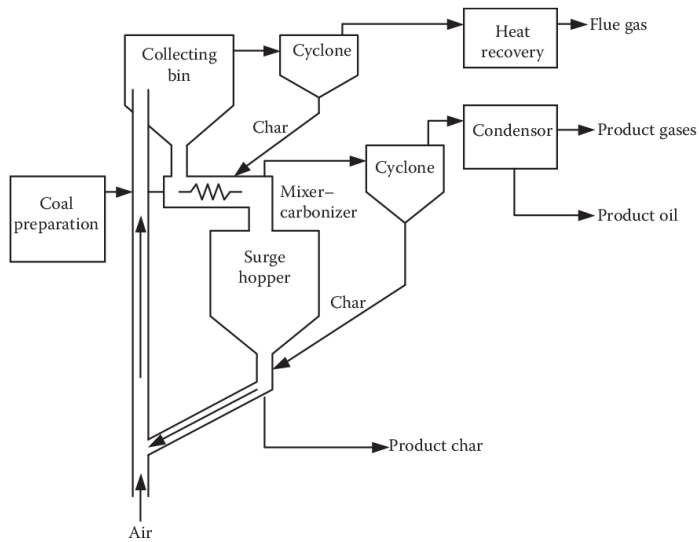 Collecting
bin
Cyclone
Heat
recovery
Flue gas
Char
Condensor
Product gases
Cyclone
Coal
preparation
Mixer–
carbonizer
Product oil
Surge
hopper
Char
Product char
Air